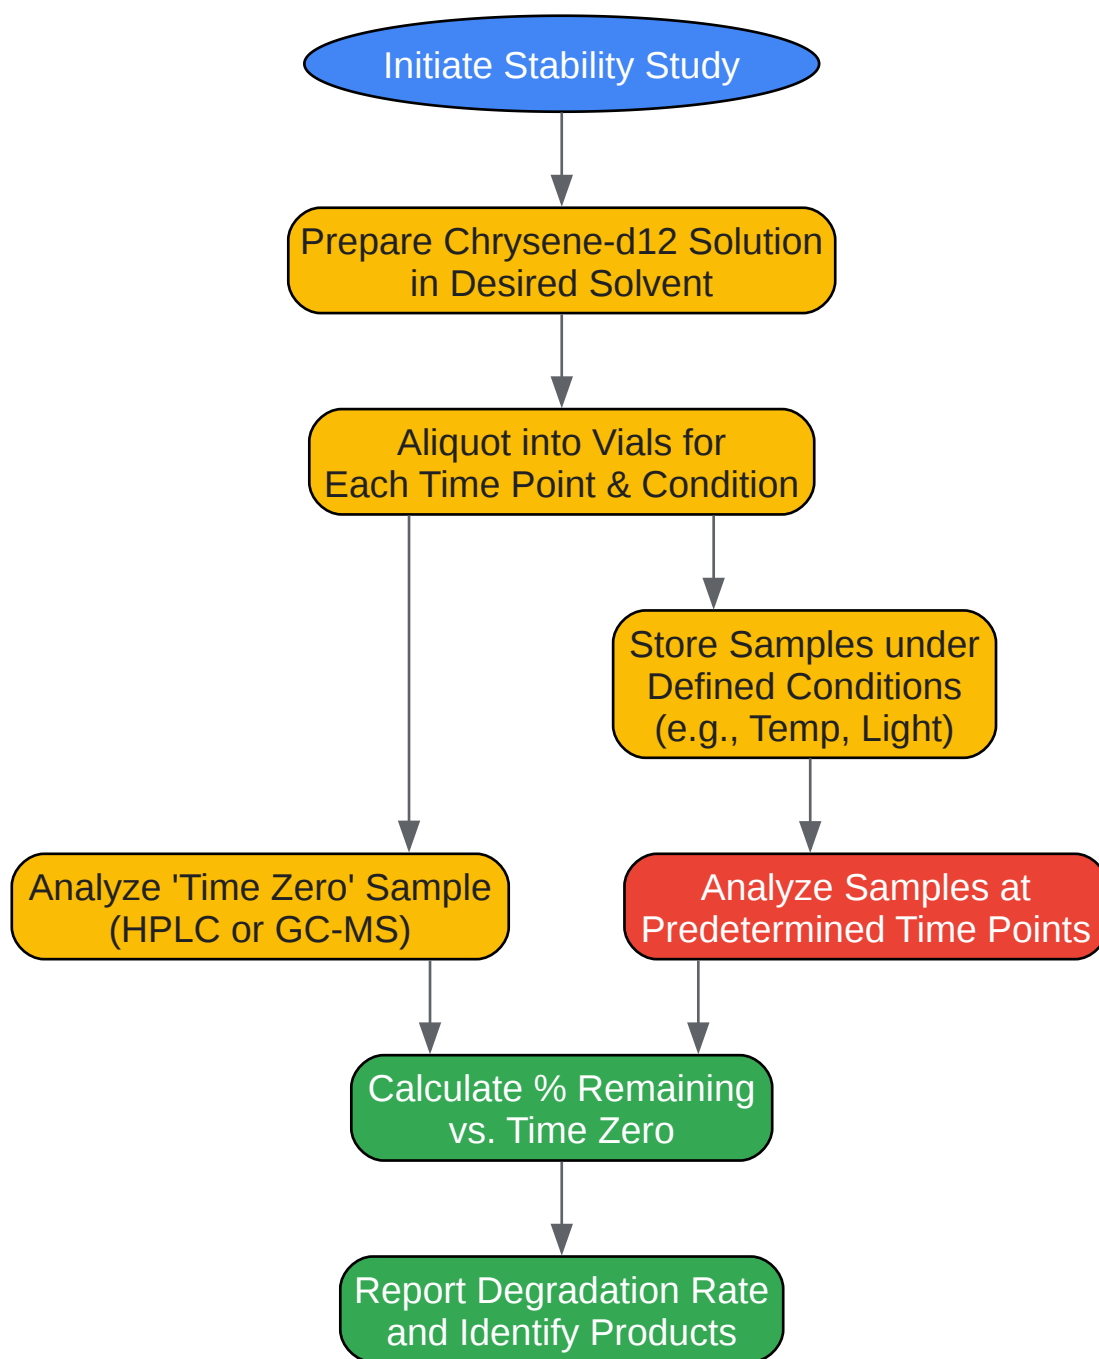 Initiate Stability Study
Prepare Chrysene-d12 Solution
in Desired Solvent
Aliquot into Vials for
Each Time Point & Condition
Store Samples under
Defined Conditions
(e.g., Temp, Light)
Analyze 'Time Zero' Sample
(HPLC or GC-MS)
Analyze Samples at
Predetermined Time Points
Calculate % Remaining
vs. Time Zero
Report Degradation Rate
and Identify Products